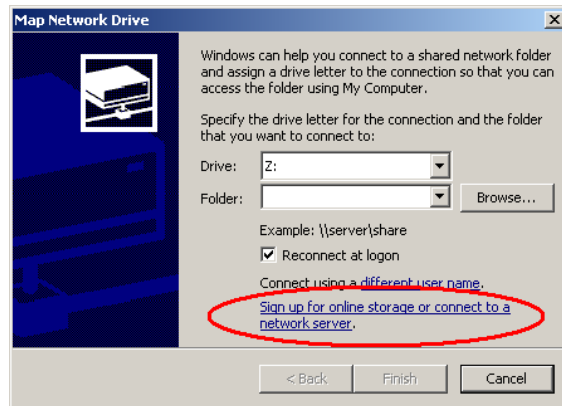 Map Network Drive
Windows can help you connect to a shared network folder
and assign a drive letter to the connection so that you can
access the folder using My Computer.
Specify the drive letter for the connection and the folder
that you want to connect to:
Drive: Z:
Folder: Browse...
Example: \\server\share
Reconnect at logon
Connect using a different user name.
Sign up for online storage or connect to a
network server.
< Back Finish Cancel